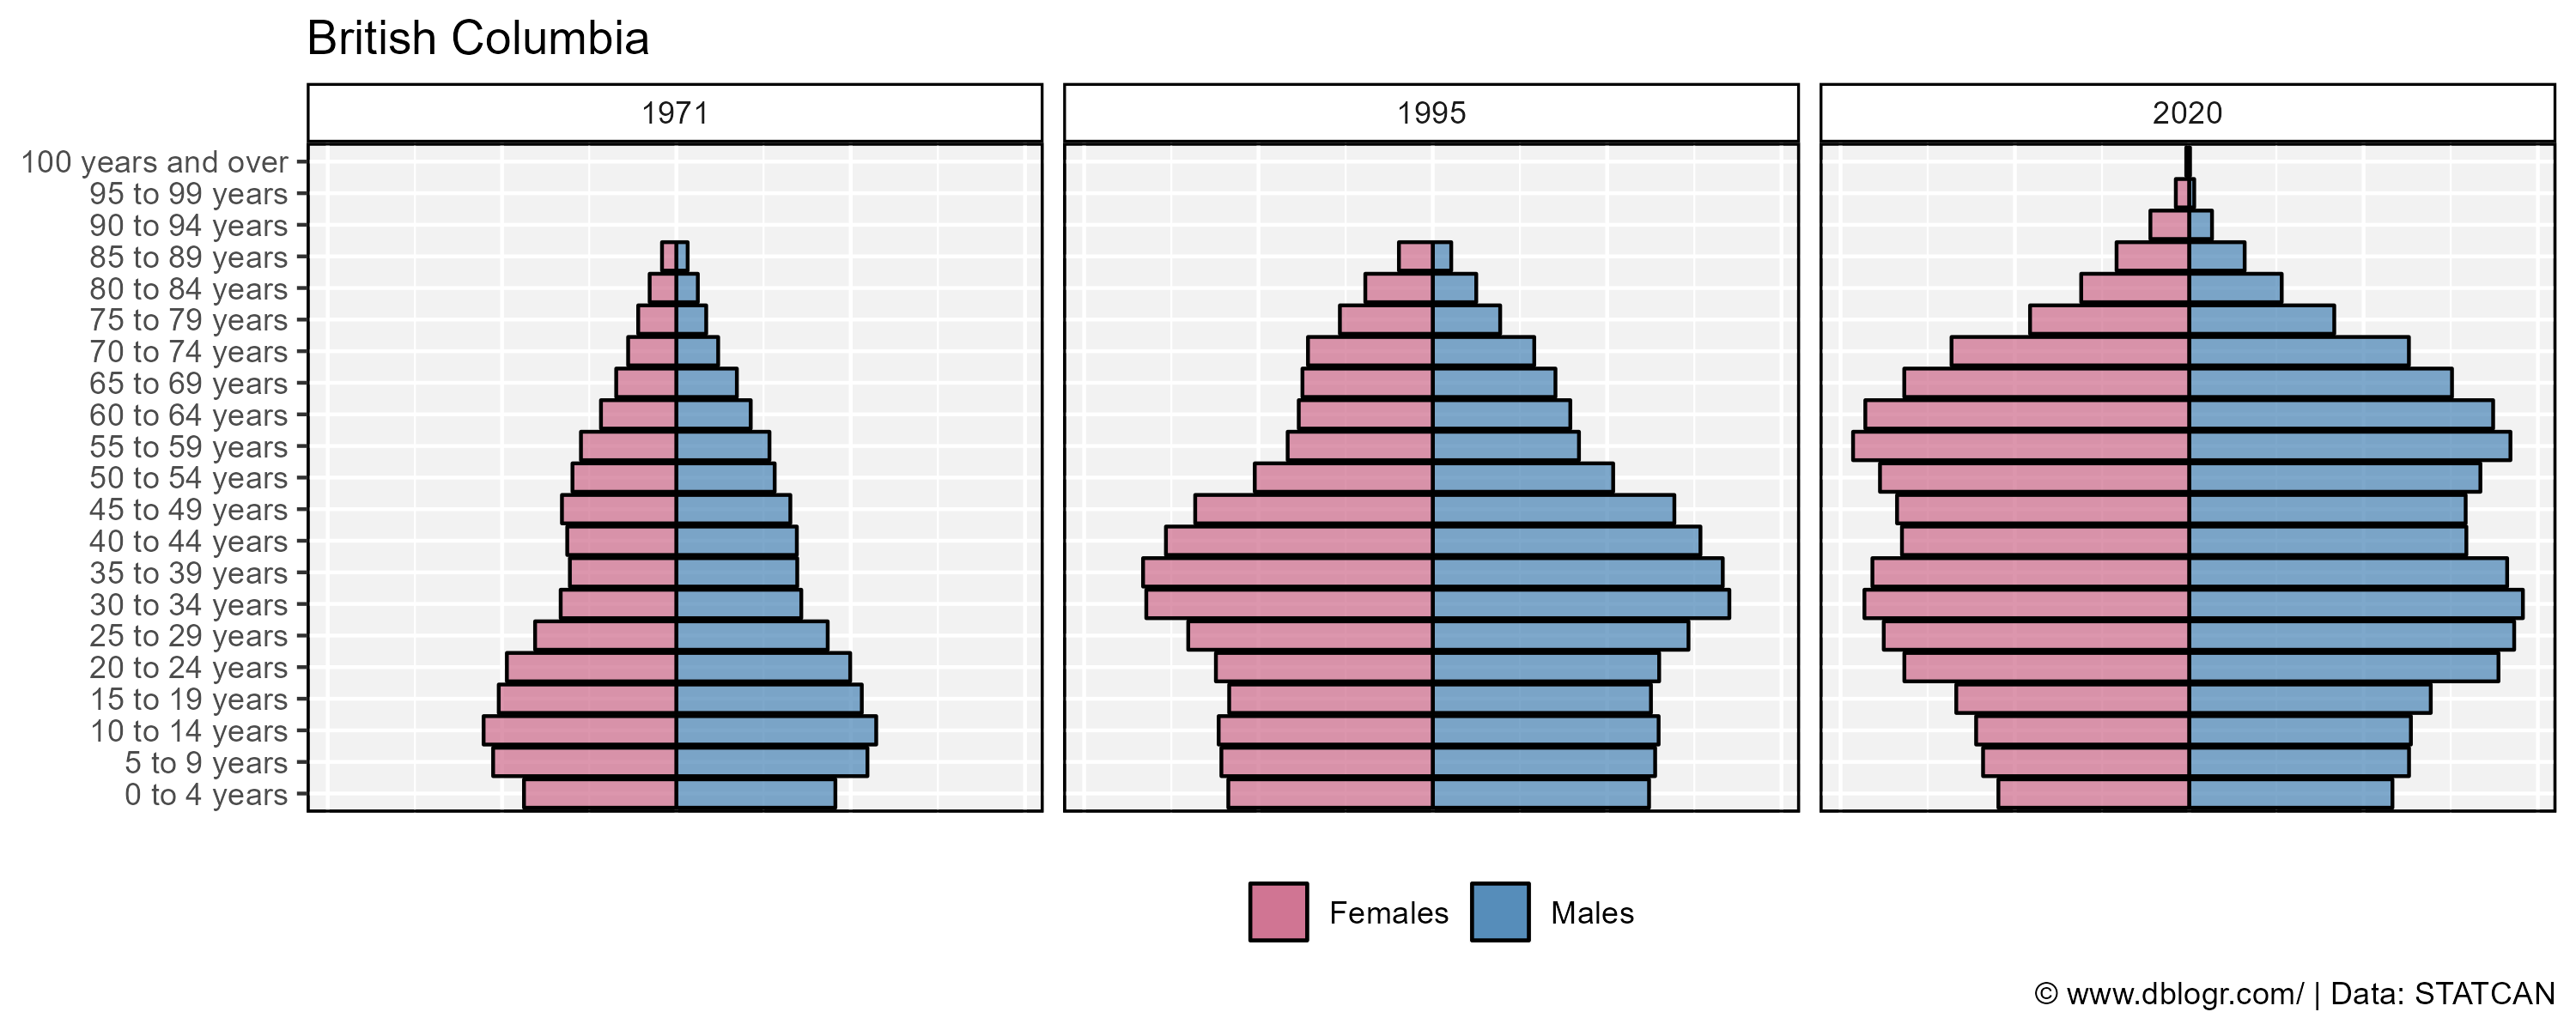 British Columbia
1971
1995
2020
100 years and over
95 to 99 years
90 to 94 years
85 to 89 years
80 to 84 years
75 to 79 years
70 to 74 years
65 to 69 years
60 to 64 years
55 to 59 years
50 to 54 years
45 to 49 years
40 to 44 years
35 to 39 years
30 to 34 years
25 to 29 years
20 to 24 years
15 to 19 years
10 to 14 years
5 to 9 years
0 to 4 years
Females
Males
© www.dblogr.com/ | Data: STATCAN